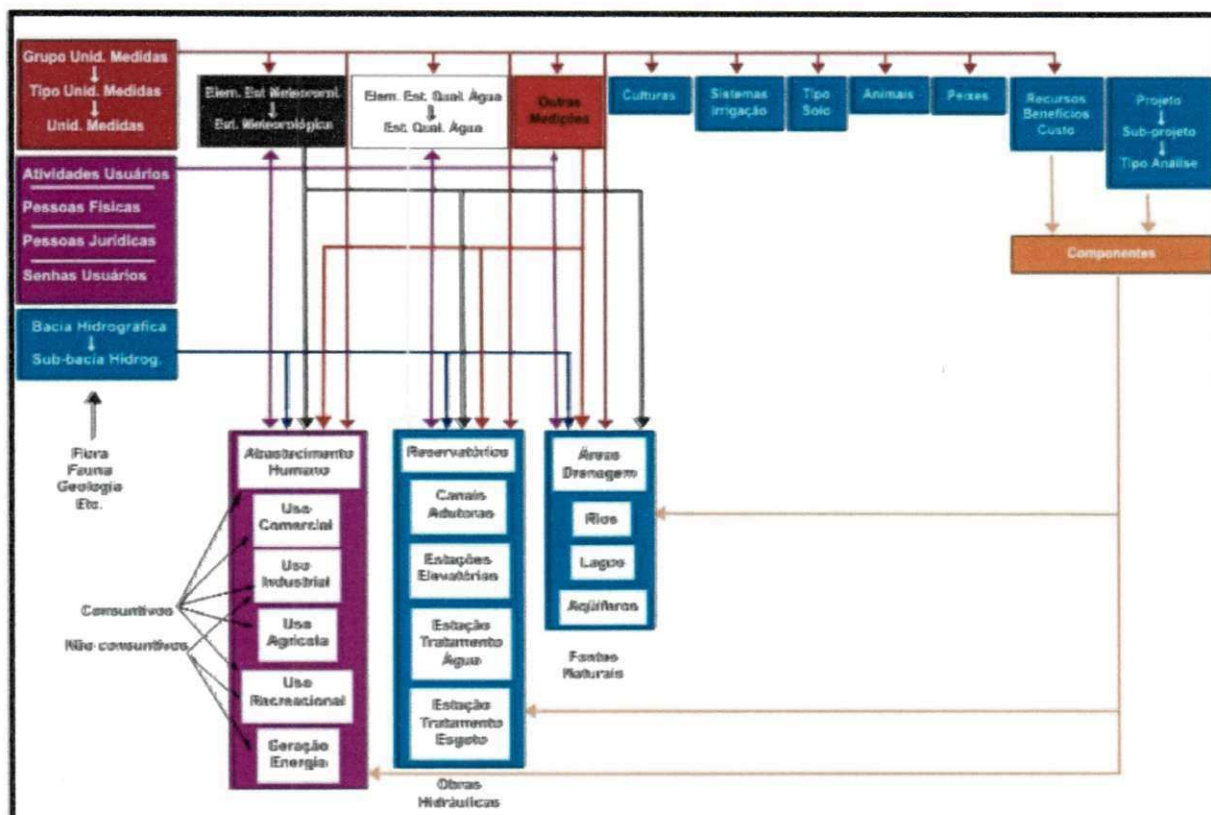 Grupo Unid. Medidas
Tipo Unid. Medidas
Unid. Medidas
Elem. Est Meteorol.
Est. Meteorológica
Elem. Est. Qual. Água
Est. Qual. Água
Outras
Medições
Culturas
Sistemas
Irrigação
Tipo
Solo
Animais
Peixes
Recursos
Benefícios
Custo
Projeto
Sub-projeto
Tipo Análise
Atividades Usuários
Pessoas Físicas
Pessoas Jurídicas
Senhas Usuários
Componentes
Bacia Hidrográfica
Sub-bacia Hidrog.
Flora
Fauna
Geologia
Etc.
Abastecimento
Humano
Uso
Comercial
Uso
Industrial
Uso
Agrícola
Uso
Recreacional
Geração
Energia
Consuntivos
Não consuntivos
Reservatórios
Canais
Adutoras
Estações
Elevatórias
Estação
Tratamento
Água
Estação
Tratamento
Esgoto
Obras
Hidráulicas
Áreas
Drenagem
Rios
Lagos
Aqüíferos
Fontes
Naturais